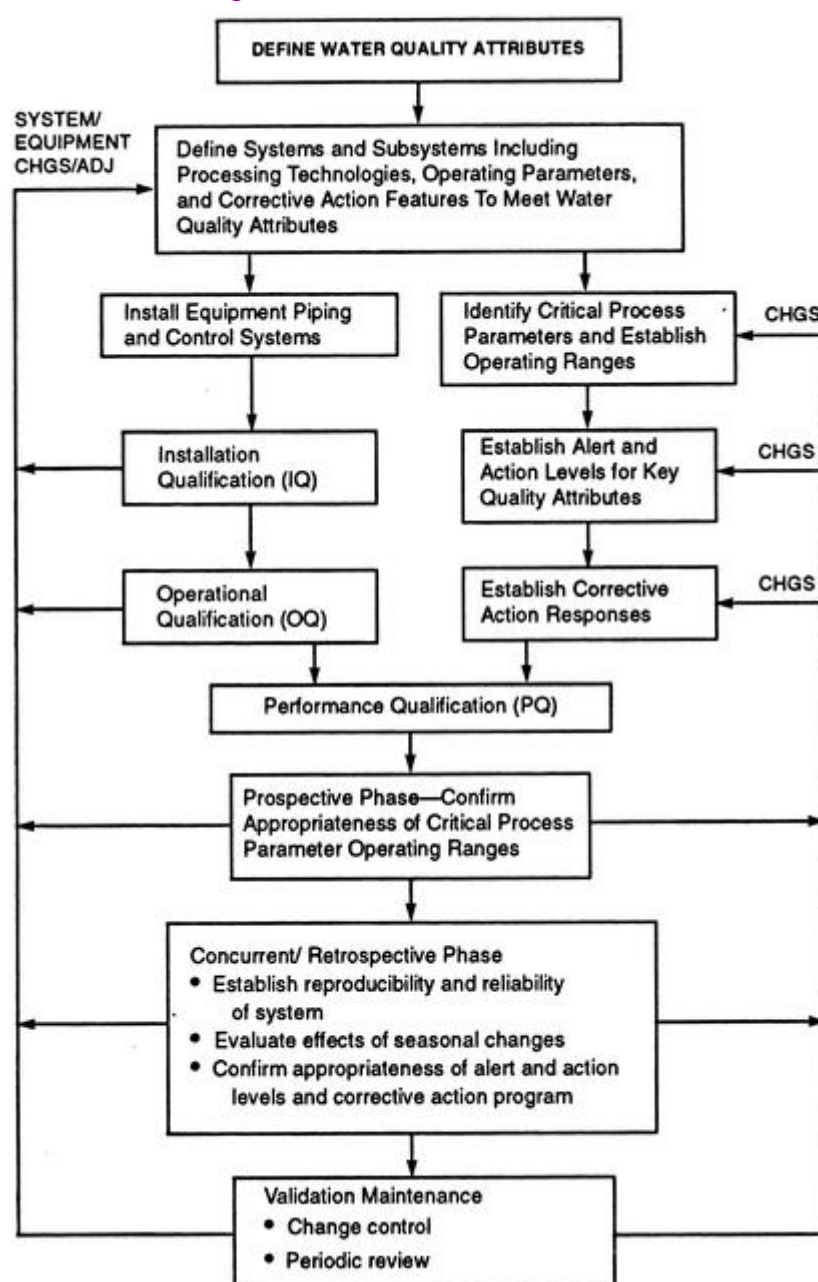 DEFINE WATER QUALITY ATTRIBUTES
SYSTEM/
EQUIPMENT
CHGS/ADJ
Define Systems and Subsystems Including
Processing Technologies, Operating Parameters,
and Corrective Action Features To Meet Water
Quality Attributes
Install Equipment Piping
and Control Systems
Identify Critical Process
Parameters and Establish
Operating Ranges
CHGS
Installation
Qualification (IQ)
Establish Alert and
Action Levels for Key
Quality Attributes
CHGS
Operational
Qualification (OQ)
Establish Corrective
Action Responses
CHGS
Performance Qualification (PQ)
Prospective Phase—Confirm
Appropriateness of Critical Process
Parameter Operating Ranges
Concurrent/ Retrospective Phase
• Establish reproducibility and reliability
of system
• Evaluate effects of seasonal changes
• Confirm appropriateness of alert and action
levels and corrective action program
Validation Maintenance
• Change control
• Periodic review